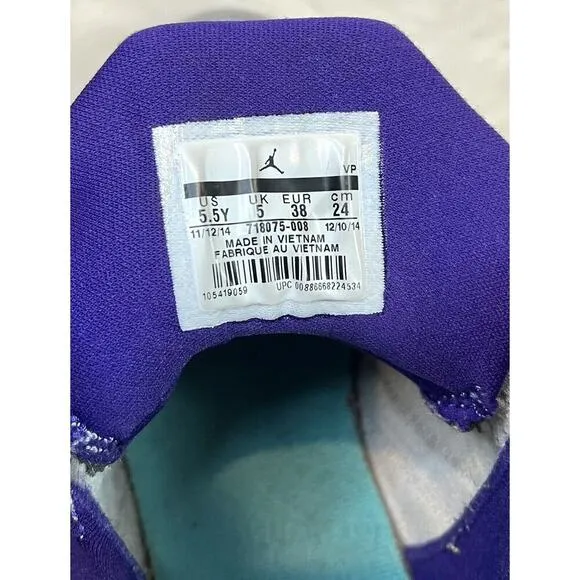 VP
US UK EUR cm
5.5Y 5 38 24
11/12/14 718075-008 12/10/14
MADE IN VIETNAM
FABRIQUE AU VIETNAM
105419059 UPC 00886668224534